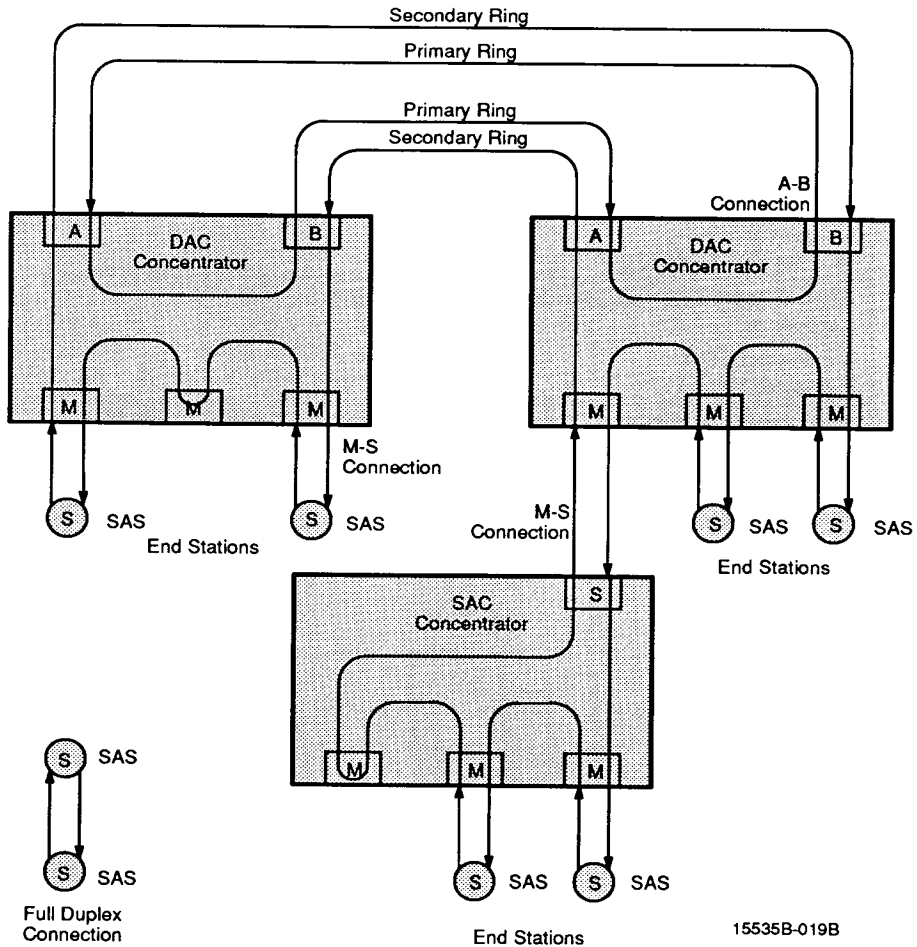 Secondary Ring
Primary Ring
Primary Ring
Secondary Ring
A-B
Connection
A
DAC
Concentrator
B
A
DAC
Concentrator
B
M
M
M
M
M
M
M-S
Connection
S
SAS
S
SAS
End Stations
M-S
Connection
S
SAS
S
SAS
End Stations
SAC
Concentrator
S
M
M
M
S
SAS
S
SAS
Full Duplex
Connection
S
SAS
S
SAS
End Stations
15535B-019B